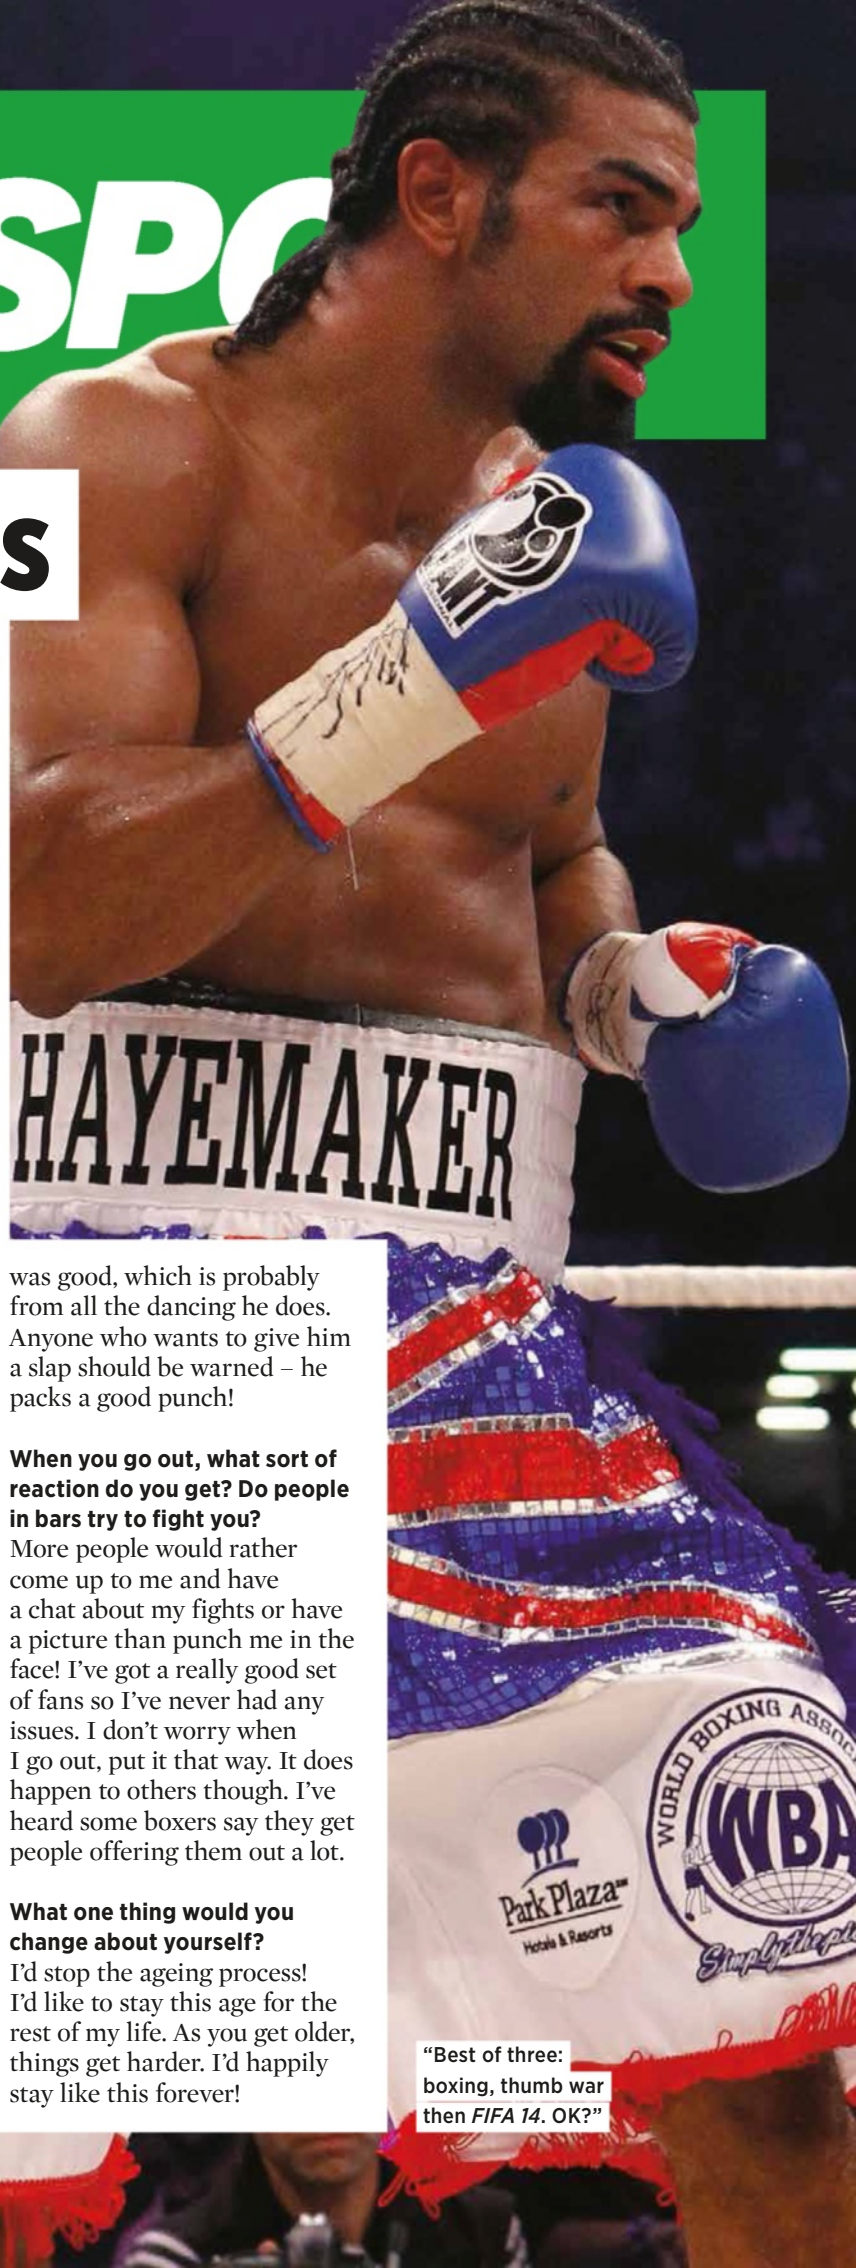 SPO
S
HAYEMAKER
was good, which is probably
from all the dancing he does.
Anyone who wants to give him
a slap should be warned – he
packs a good punch!
When you go out, what sort of
reaction do you get? Do people
in bars try to fight you?
More people would rather
come up to me and have
a chat about my fights or have
a picture than punch me in the
face! I’ve got a really good set
of fans so I’ve never had any
issues. I don’t worry when
I go out, put it that way. It does
happen to others though. I’ve
heard some boxers say they get
people offering them out a lot.
What one thing would you
change about yourself?
I’d stop the ageing process!
I’d like to stay this age for the
rest of my life. As you get older,
things get harder. I’d happily
stay like this forever!
WORLD BOXING ASSOC
WBA
Simply the pi
Park Plaza
Hotels & Resorts
“Best of three:
boxing, thumb war
then FIFA 14. OK?”